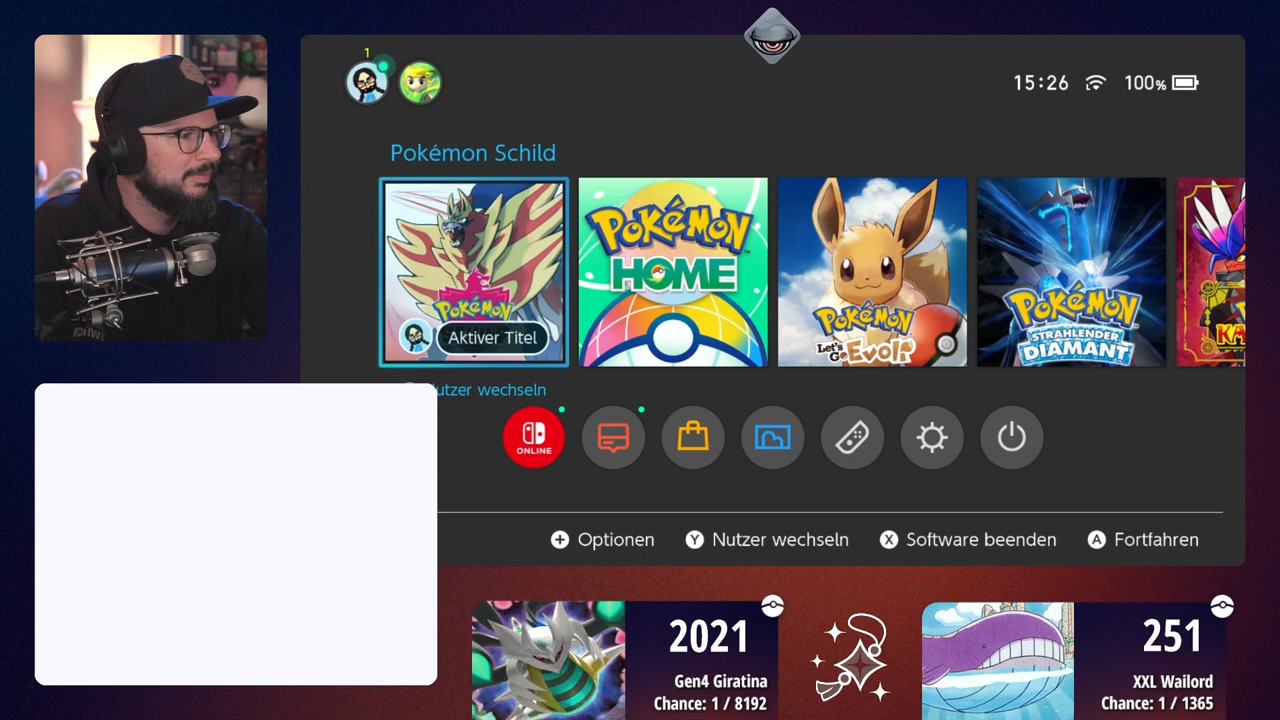 1
15:26
100%
Pokémon Schild
POKéMON
Aktiver Titel
POKéMON
HOME
POKéMON
Let's Go Evoli
POKéMON
STRAHLENDER
DIAMANT
utzer wechseln
ONLINE
Optionen
Nutzer wechseln
Software beenden
Fortfahren
2021
Gen4 Giratina
Chance: 1 / 8192
251
XXL Wailord
Chance: 1 / 1365